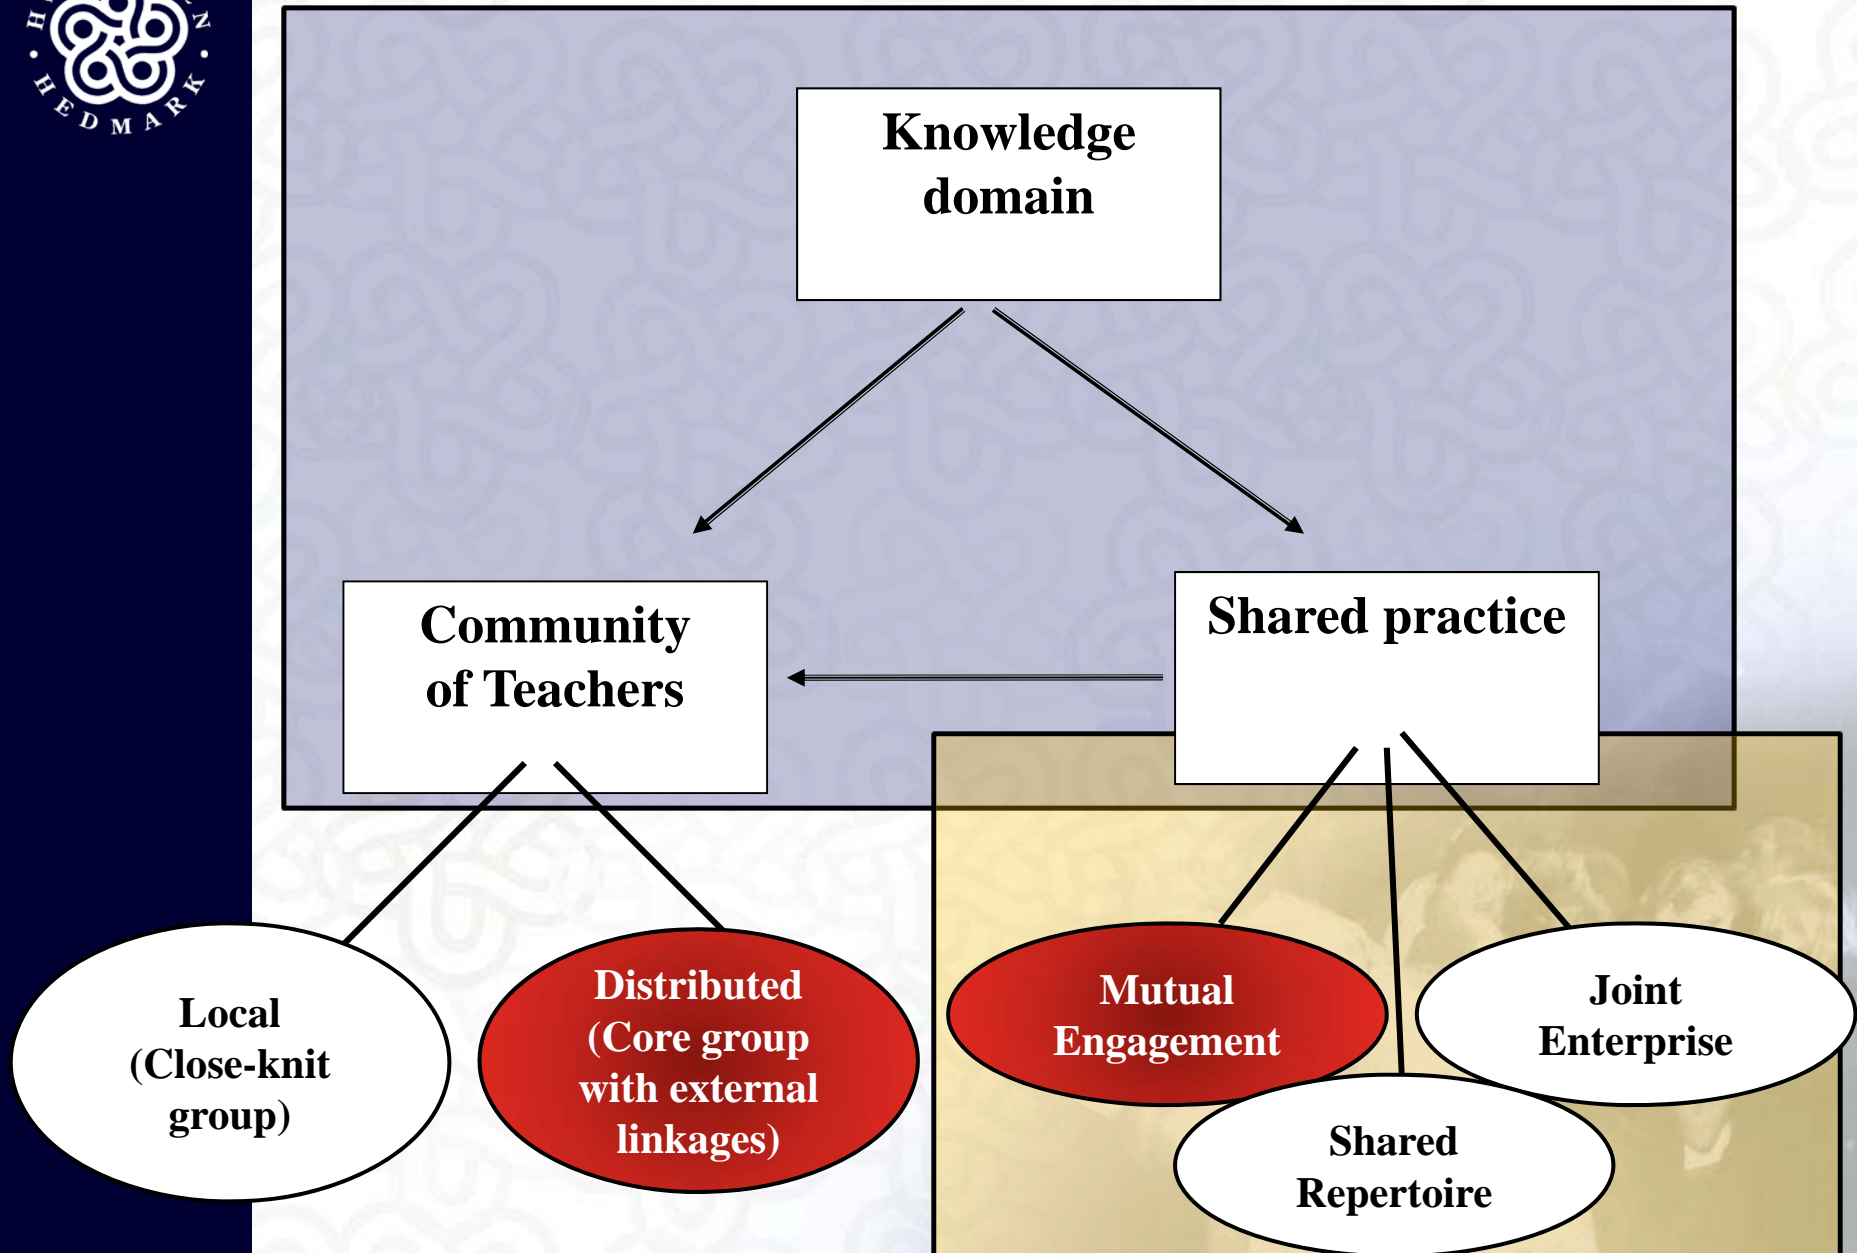 HEDMARK
Knowledge
domain
Community
of Teachers
Shared practice
Local
(Close-knit
group)
Distributed
(Core group
with external
linkages)
Mutual
Engagement
Joint
Enterprise
Shared
Repertoire